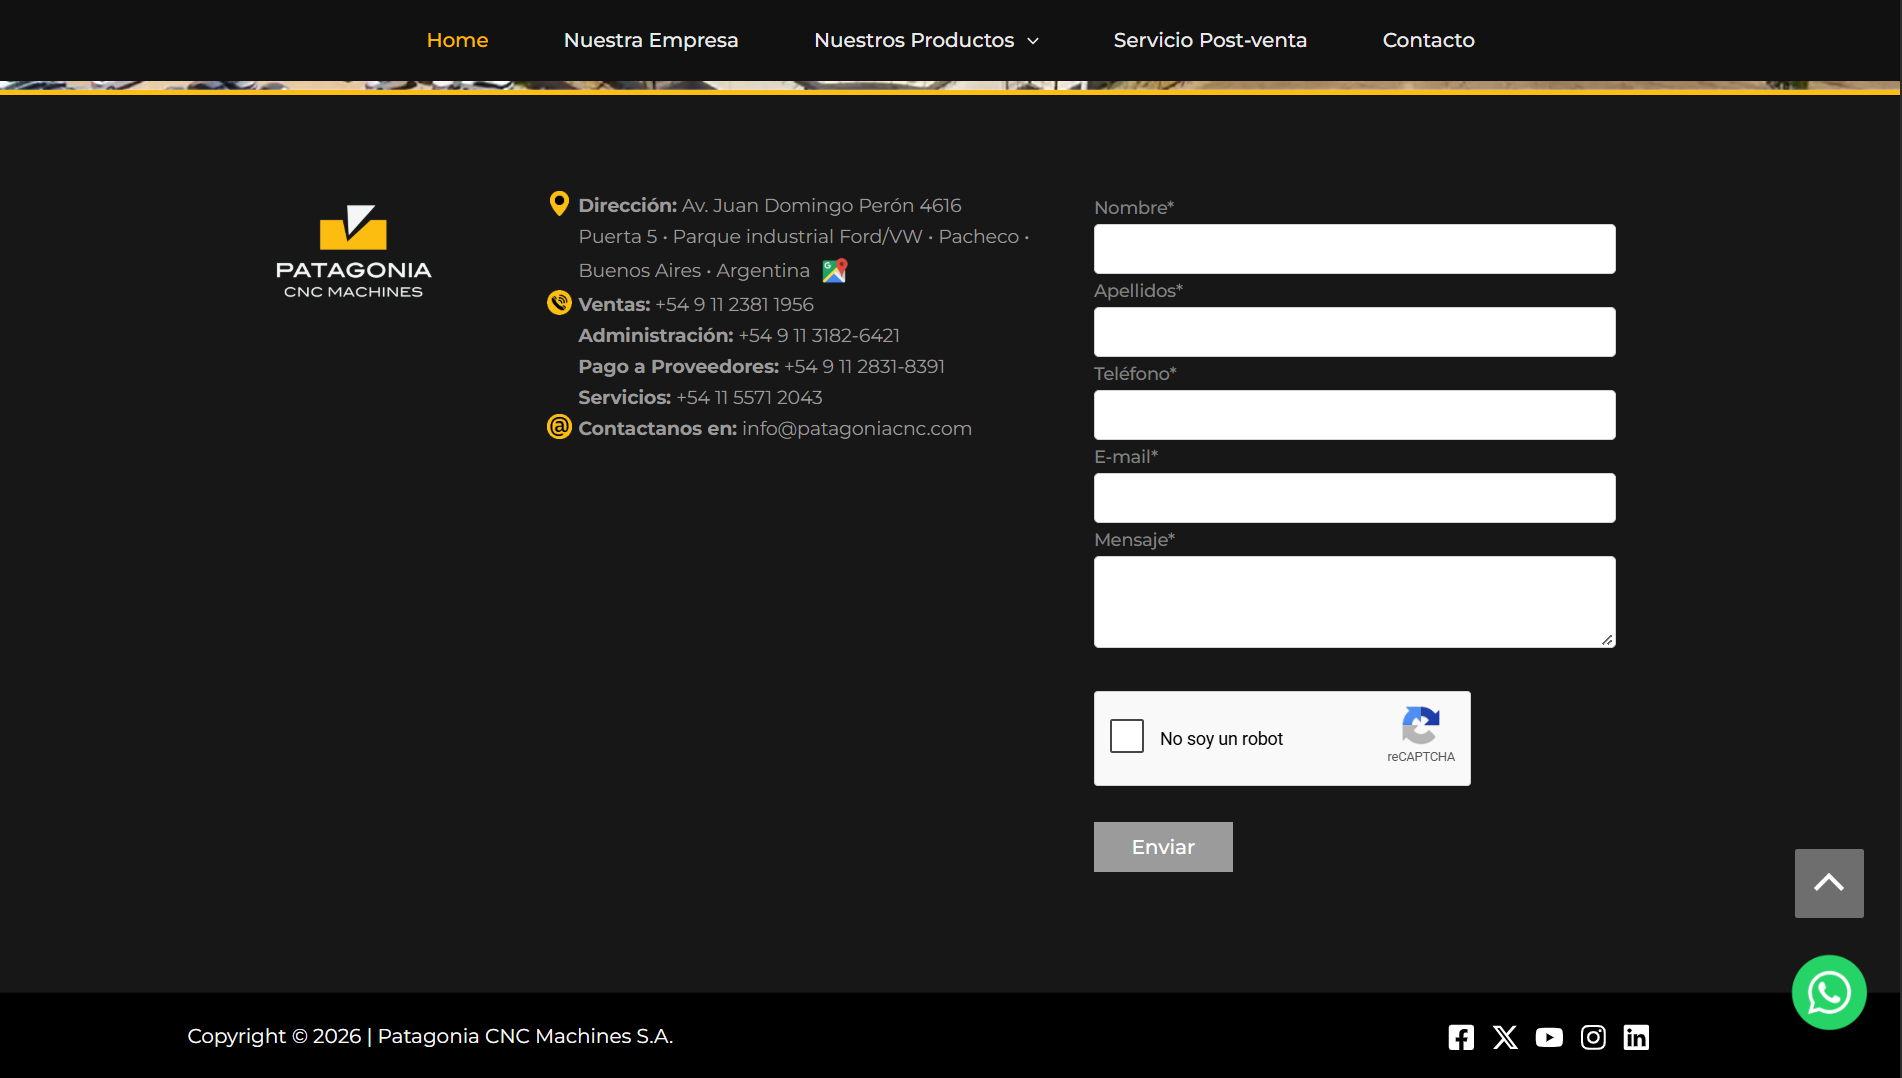 Home
Nuestra Empresa
Nuestros Productos
Servicio Post-venta
Contacto
PATAGONIA
CNC MACHINES
Dirección: Av. Juan Domingo Perón 4616
Puerta 5 • Parque industrial Ford/VW • Pacheco •
Buenos Aires • Argentina
Ventas: +54 9 11 2381 1956
Administración: +54 9 11 3182-6421
Pago a Proveedores: +54 9 11 2831-8391
Servicios: +54 11 5571 2043
Contactanos en: info@patagoniacnc.com
Nombre*
Apellidos*
Teléfono*
E-mail*
Mensaje*
No soy un robot
reCAPTCHA
Enviar
Copyright © 2026 | Patagonia CNC Machines S.A.